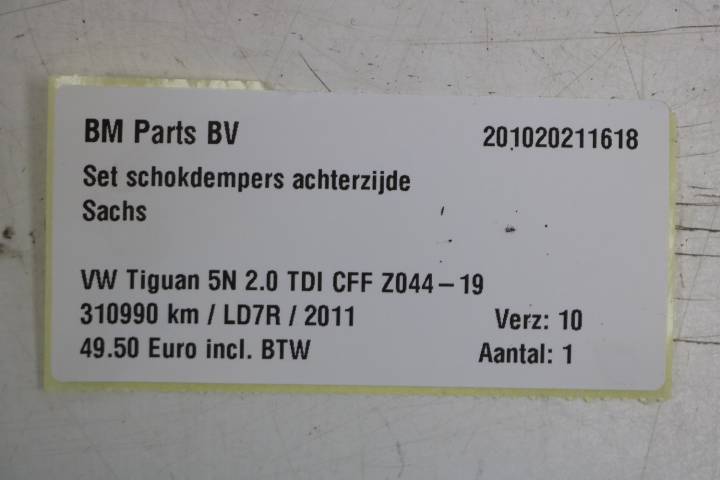 BM Parts BV 201020211618
Set schokdempers achterzijde
Sachs
VW Tiguan 5N 2.0 TDI CFF Z044-19
310990 km / LD7R / 2011 Verz: 10
49.50 Euro incl. BTW Aantal: 1